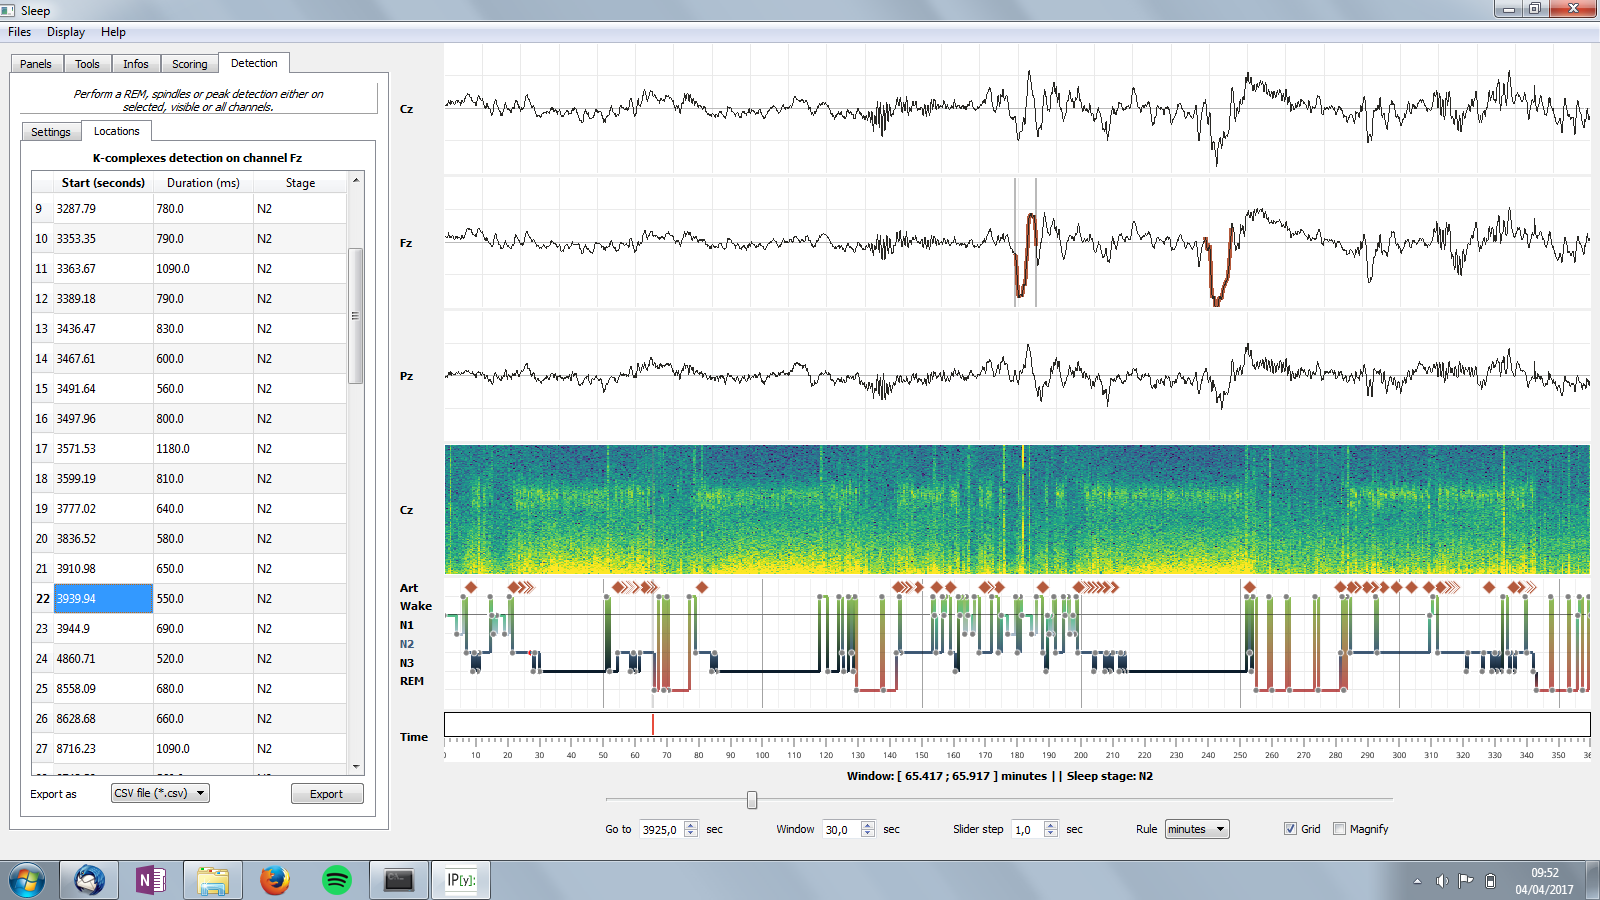 Sleep
Files Display Help
Panels Tools Infos Scoring Detection
Perform a REM, spindles or peak detection either on
selected, visible or all channels.
Settings Locations
K-complexes detection on channel Fz
Start (seconds) Duration (ms) Stage
9 3287.79 780.0 N2
10 3353.35 790.0 N2
11 3363.67 1090.0 N2
12 3389.18 790.0 N2
13 3436.47 830.0 N2
14 3467.61 600.0 N2
15 3491.64 560.0 N2
16 3497.96 800.0 N2
17 3571.53 1180.0 N2
18 3599.19 810.0 N2
19 3777.02 640.0 N2
20 3836.52 580.0 N2
21 3910.98 650.0 N2
22 3939.94 550.0 N2
23 3944.9 690.0 N2
24 4860.71 520.0 N2
25 8558.09 680.0 N2
26 8628.68 660.0 N2
27 8716.23 1090.0 N2
Export as CSV file (*.csv) Export
Cz
Fz
Pz
Cz
Art
Wake
N1
N2
N3
REM
Time
10 20 30 40 50 60 70 80 90 100 110 120 130 140 150 160 170 180 190 200 210 220 230 240 250 260 270 280 290 300 310 320 330 340 350
Window: [ 65.417 ; 65.917 ] minutes || Sleep stage: N2
Go to 3925,0 sec Window 30,0 sec Slider step 1,0 sec Rule minutes Grid Magnify
IP[y]:
09:52
04/04/2017